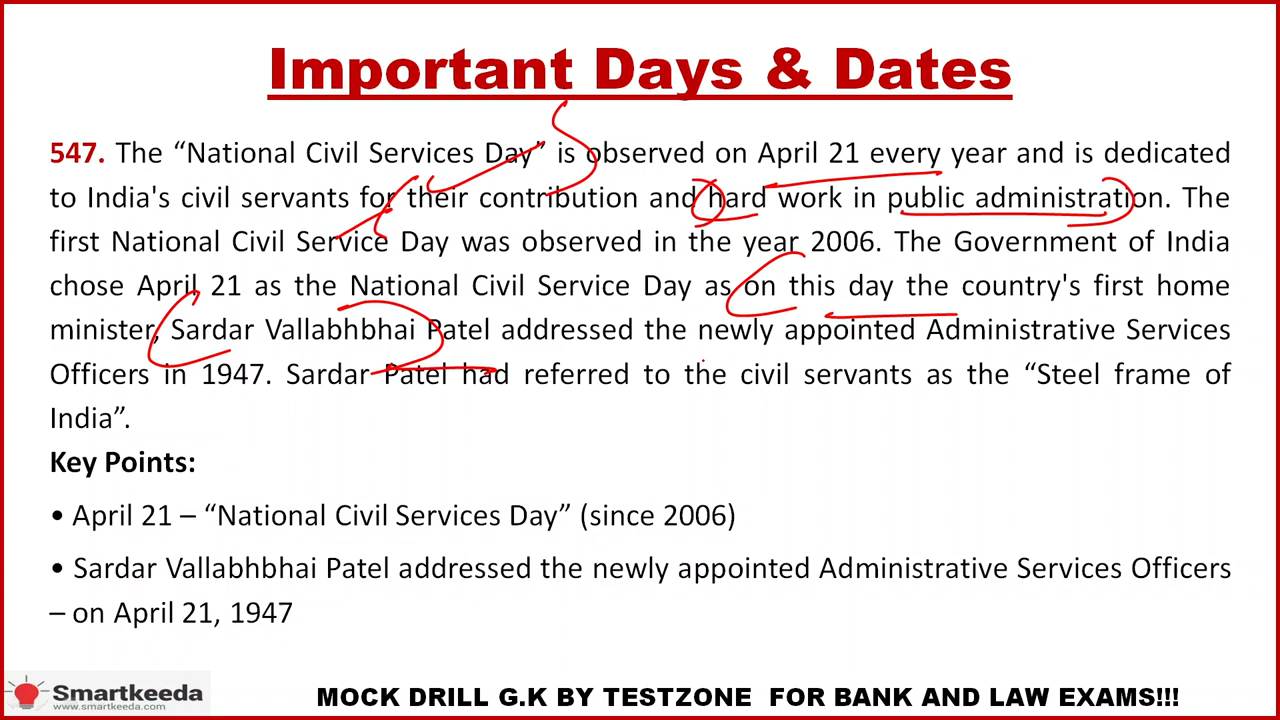 Important Days & Dates
547. The “National Civil Services Day” is observed on April 21 every year and is dedicated
to India's civil servants for their contribution and hard work in public administration. The
first National Civil Service Day was observed in the year 2006. The Government of India
chose April 21 as the National Civil Service Day as on this day the country's first home
minister, Sardar Vallabhbhai Patel addressed the newly appointed Administrative Services
Officers in 1947. Sardar Patel had referred to the civil servants as the “Steel frame of
India”.
Key Points:
• April 21 – “National Civil Services Day” (since 2006)
• Sardar Vallabhbhai Patel addressed the newly appointed Administrative Services Officers
– on April 21, 1947
Smartkeeda
www.smartkeeda.com
MOCK DRILL G.K BY TESTZONE FOR BANK AND LAW EXAMS!!!